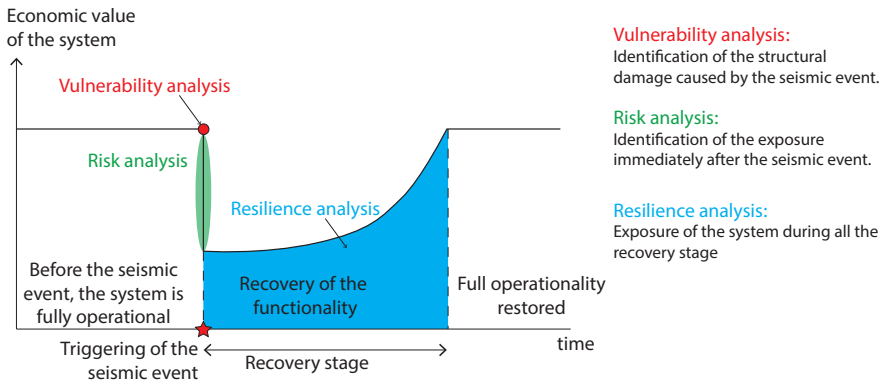 Economic value
of the system
Vulnerability analysis
Risk analysis
Resilience analysis
Before the seismic
event, the system is
fully operational
Recovery of the
functionality
Full operationality
restored
time
Triggering of the
seismic event
Recovery stage
Vulnerability analysis:
Identification of the structural
damage caused by the seismic event.
Risk analysis:
Identification of the exposure
immediately after the seismic event.
Resilience analysis:
Exposure of the system during all the
recovery stage